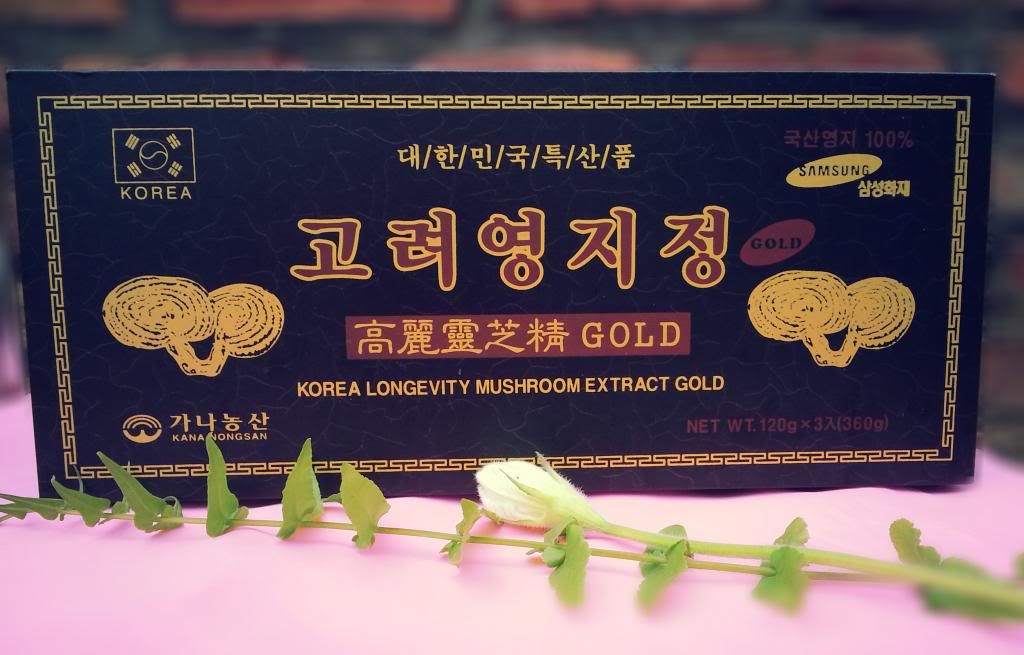 KOREA
대/한/민/국/특/산/품
국산영지 100%
SAMSUNG
삼성화재
고려영지정
GOLD
高麗靈芝精 GOLD
KOREA LONGEVITY MUSHROOM EXTRACT GOLD
가나농산
KANA NONGSAN
NET WT. 120g×3入(360g)